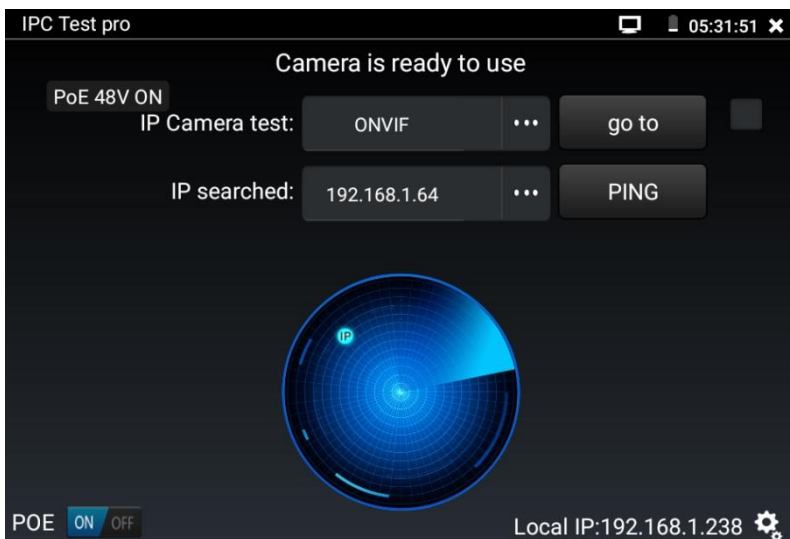 IPC Test pro 05:31:51
Camera is ready to use
PoE 48V ON
IP Camera test: ONVIF ••• go to
IP searched: 192.168.1.64 ••• PING
IP
POE ON OFF Local IP:192.168.1.238